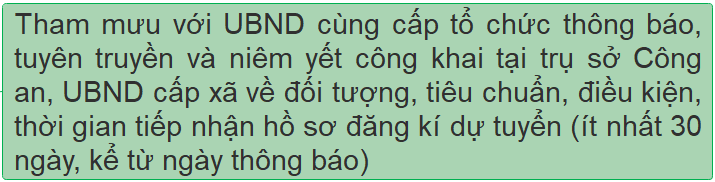 Tham mưu với UBND cùng cấp tổ chức thông báo,
tuyên truyền và niêm yết công khai tại trụ sở Công
an, UBND cấp xã về đối tượng, tiêu chuẩn, điều kiện,
thời gian tiếp nhận hồ sơ đăng kí dự tuyển (ít nhất 30
ngày, kể từ ngày thông báo)